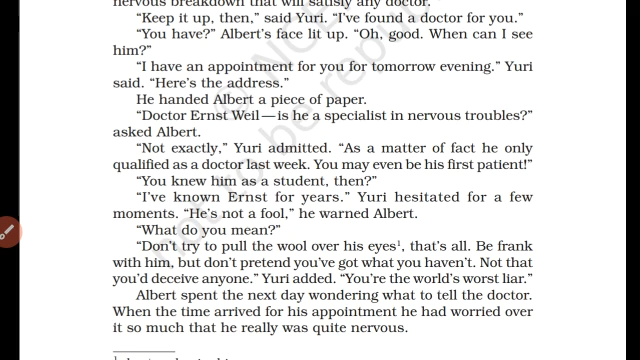 nervous breakdown that will satisfy any doctor.”
“Keep it up, then,” said Yuri. “I’ve found a doctor for you.”
“You have?” Albert’s face lit up. “Oh, good. When can I see
him?”
“I have an appointment for you for tomorrow evening.” Yuri
said. “Here’s the address.”
He handed Albert a piece of paper.
“Doctor Ernst Weil—is he a specialist in nervous troubles?”
asked Albert.
“Not exactly,” Yuri admitted. “As a matter of fact he only
qualified as a doctor last week. You may even be his first patient!”
“You knew him as a student, then?”
“I’ve known Ernst for years.” Yuri hesitated for a few
moments. “He’s not a fool,” he warned Albert.
“What do you mean?”
“Don’t try to pull the wool over his eyes¹, that’s all. Be frank
with him, but don’t pretend you’ve got what you haven’t. Not that
you’d deceive anyone.” Yuri added. “You’re the world’s worst liar.”
Albert spent the next day wondering what to tell the doctor.
When the time arrived for his appointment he had worried over
it so much that he really was quite nervous.